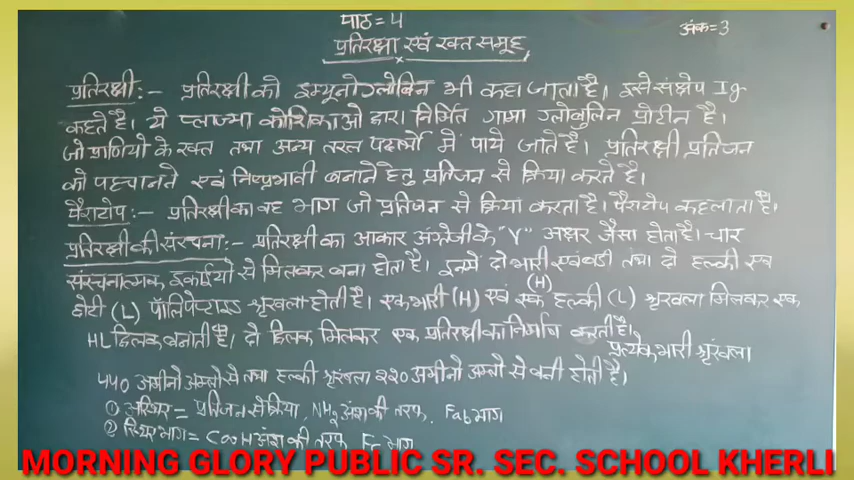 पाठ = 4
अंक = 3
प्रतिरक्षा एवं रक्त समूह
प्रतिरक्षी :- प्रतिरक्षी को इम्यूनोग्लोबिन भी कहा जाता है। इसे संक्षेप Ig
कहते है। ये प्लाज्मा कोशिकाओ द्वारा निर्मित गामा ग्लोबुलिन प्रोटीन है।
जो प्राणियो के रक्त तथा अन्य तरल पदार्थो में पाये जाते है। प्रतिरक्षी प्रतिजन
को पहचानने एवं निष्प्रभावी बनाने हेतु प्रतिजन से क्रिया करते है।
पैराटोप :- प्रतिरक्षी का वह भाग जो प्रतिजन से क्रिया करता है। पैराटोप कहलाता है।
प्रतिरक्षी की संरचना :- प्रतिरक्षी का आकार अंग्रेजी के "Y" अक्षर जैसा होता है। चार
संरचनात्मक इकाईयो से मिलकर बना होता है। इनमे दो भारी एवं बडी (H) तथा दो हल्की एवं
छोटी (L) पॉलिपेप्टाइड श्रृंखला होती है। एक भारी (H) एवं एक हल्की (L) श्रृंखला मिलकर एक
HL द्विलक बनाती है। दो द्विलक मिलकर एक प्रतिरक्षी का निर्माण करती है। प्रत्येक भारी श्रृंखला
440 अमीनो अम्लो से तथा हल्की श्रृंखला 220 अमीनो अम्लो से बनी होती है।
① अस्थिर = प्रतिजन से क्रिया, NH2 अंश की तरफ, Fab भाग
② स्थिर भाग = COOH अंश की तरफ Fc भाग
MORNING GLORY PUBLIC SR. SEC. SCHOOL KHERLI